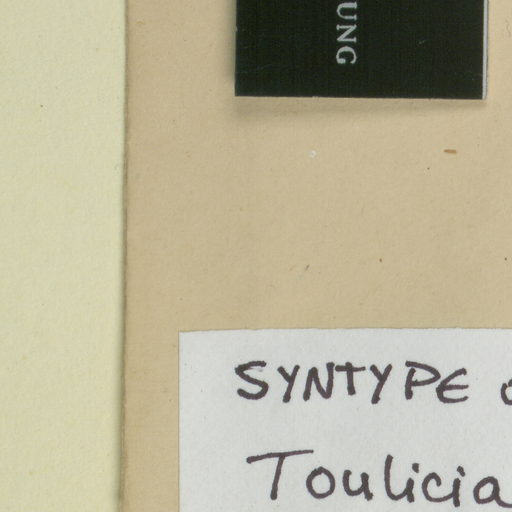 UNG
SYNTYPE o
Toulicia